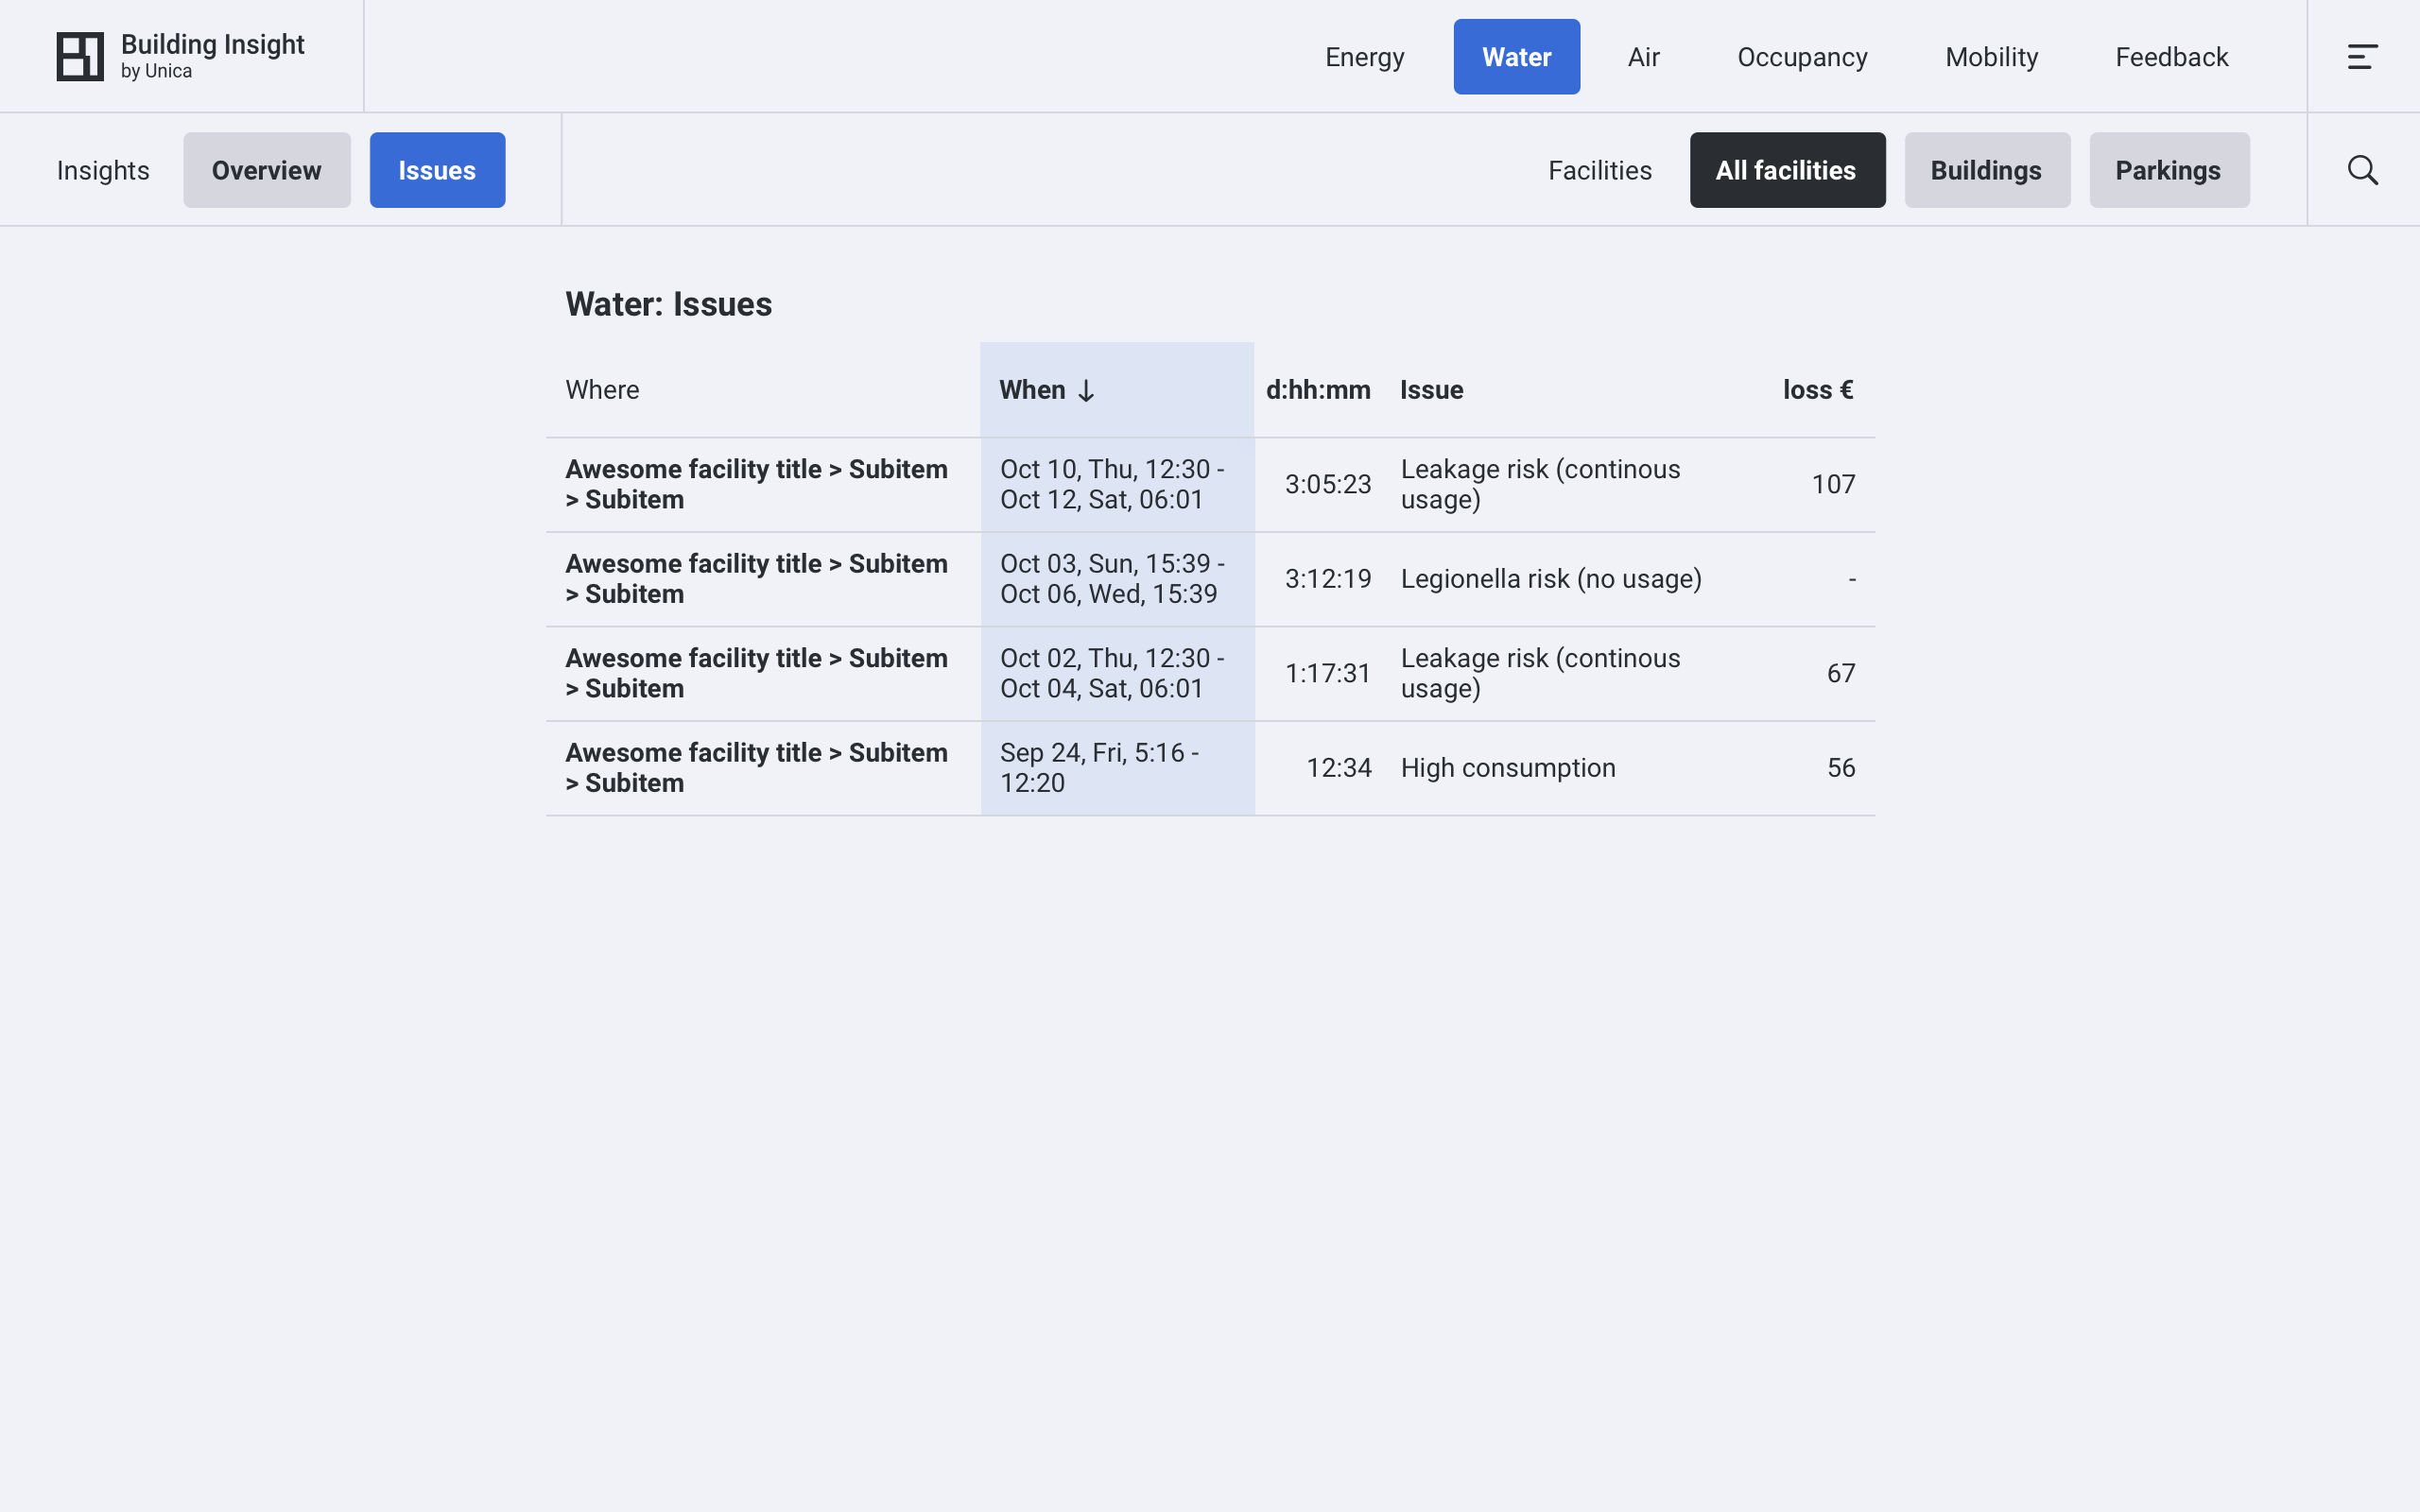 Building Insight
by Unica
Energy Water Air Occupancy Mobility Feedback
Insights Overview Issues Facilities All facilities Buildings Parkings
Water: Issues
Where When ↓ d:hh:mm Issue loss €
Awesome facility title > Subitem
> Subitem
Oct 10, Thu, 12:30 -
Oct 12, Sat, 06:01
3:05:23
Leakage risk (continous
usage)
107
Awesome facility title > Subitem
> Subitem
Oct 03, Sun, 15:39 -
Oct 06, Wed, 15:39
3:12:19
Legionella risk (no usage)
-
Awesome facility title > Subitem
> Subitem
Oct 02, Thu, 12:30 -
Oct 04, Sat, 06:01
1:17:31
Leakage risk (continous
usage)
67
Awesome facility title > Subitem
> Subitem
Sep 24, Fri, 5:16 -
12:20
12:34
High consumption
56